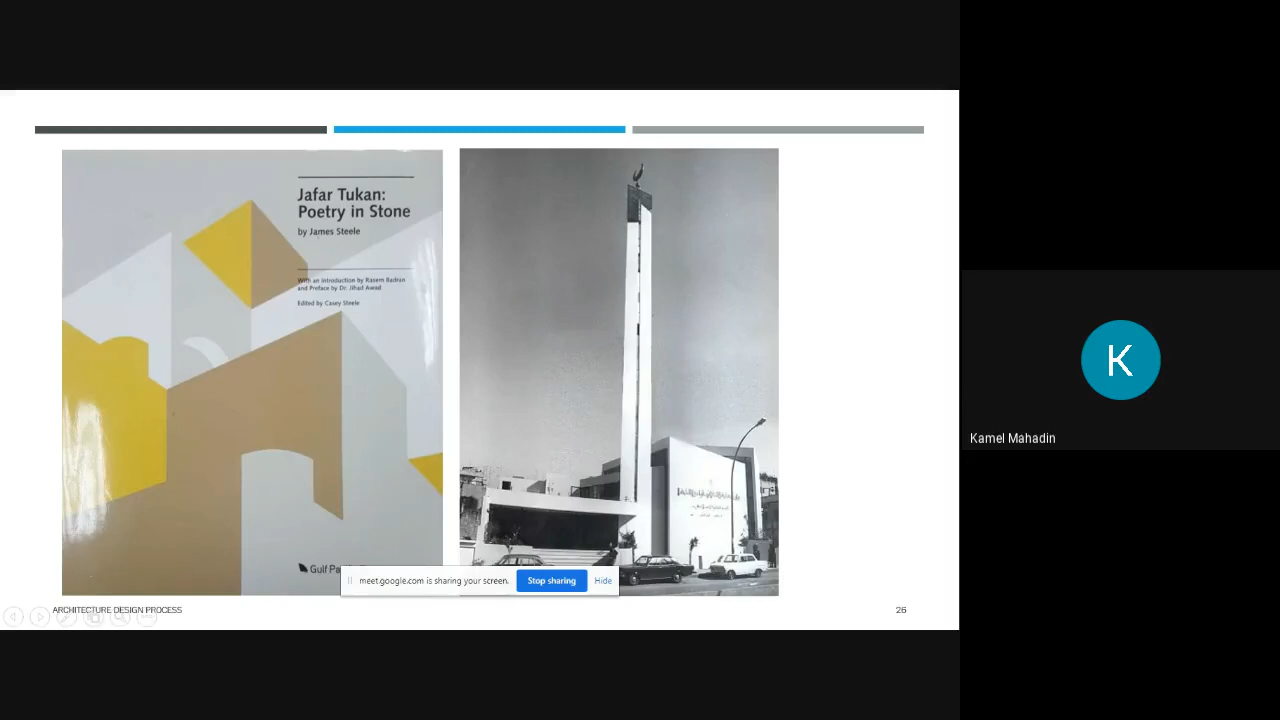 Jafar Tukan:
Poetry in Stone
by James Steele
With an Introduction by Rasem Badran
and Preface by Dr. Jihad Awad
Edited by Casey Steele
meet.google.com is sharing your screen.
Stop sharing
Hide
ARCHITECTURE DESIGN PROCESS
26
K
Kamel Mahadin